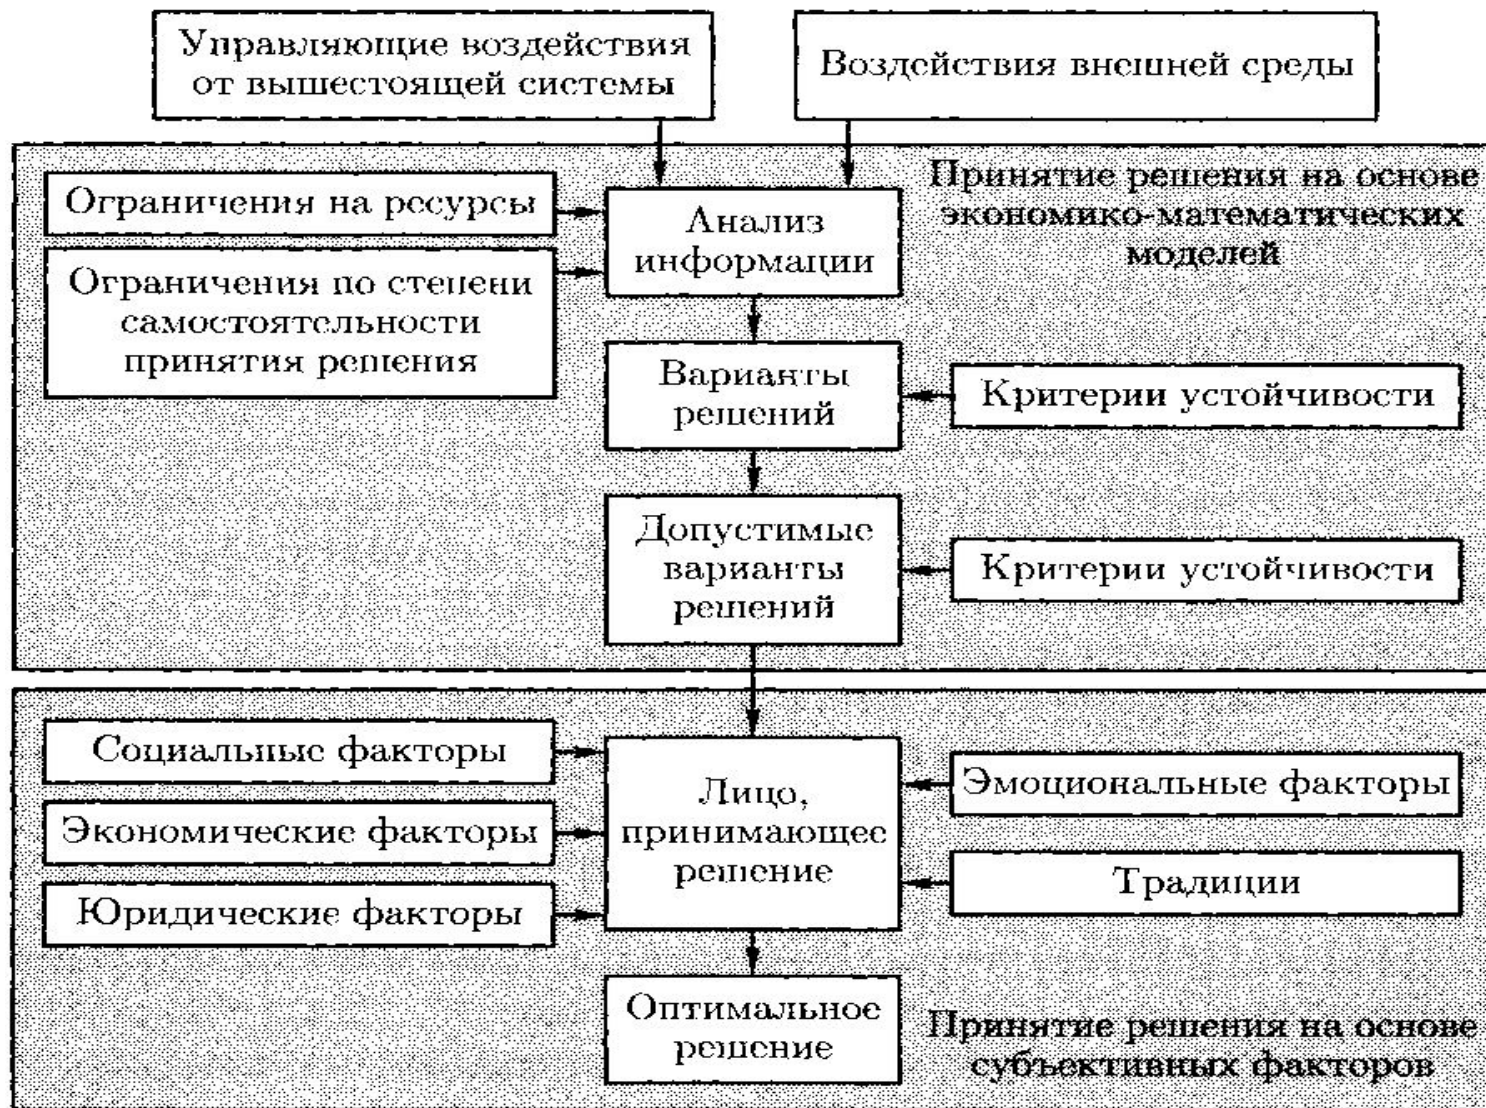 Управляющие воздействия
от вышестоящей системы
Воздействия внешней среды
Принятие решения на основе
экономико-математических
моделей
Ограничения на ресурсы
Анализ
информации
Ограничения по степени
самостоятельности
принятия решения
Варианты
решений
Критерии устойчивости
Допустимые
варианты
решений
Критерии устойчивости
Социальные факторы
Экономические факторы
Юридические факторы
Лицо,
принимающее
решение
Эмоциональные факторы
Традиции
Оптимальное
решение
Принятие решения на основе
субъективных факторов